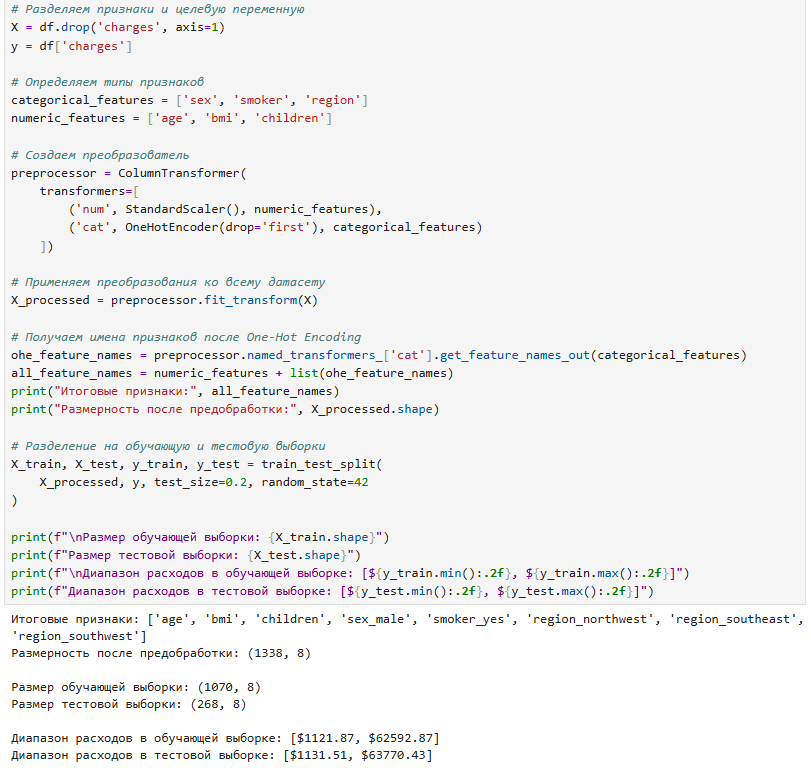 # Разделяем признаки и целевую переменную
X = df.drop('charges', axis=1)
y = df['charges']

# Определяем типы признаков
categorical_features = ['sex', 'smoker', 'region']
numeric_features = ['age', 'bmi', 'children']

# Создаем преобразователь
preprocessor = ColumnTransformer(
    transformers=[
        ('num', StandardScaler(), numeric_features),
        ('cat', OneHotEncoder(drop='first'), categorical_features)
    ])

# Применяем преобразования ко всему датасету
X_processed = preprocessor.fit_transform(X)

# Получаем имена признаков после One-Hot Encoding
ohe_feature_names = preprocessor.named_transformers_['cat'].get_feature_names_out(categorical_features)
all_feature_names = numeric_features + list(ohe_feature_names)
print("Итоговые признаки:", all_feature_names)
print("Размерность после предобработки:", X_processed.shape)

# Разделение на обучающую и тестовую выборки
X_train, X_test, y_train, y_test = train_test_split(
    X_processed, y, test_size=0.2, random_state=42
)

print(f"\nРазмер обучающей выборки: {X_train.shape}")
print(f"Размер тестовой выборки: {X_test.shape}")
print(f"\nДиапазон расходов в обучающей выборке: [${y_train.min():.2f}, ${y_train.max():.2f}]")
print(f"Диапазон расходов в тестовой выборке: [${y_test.min():.2f}, ${y_test.max():.2f}]")
Итоговые признаки: ['age', 'bmi', 'children', 'sex_male', 'smoker_yes', 'region_northwest', 'region_southeast',
'region_southwest']
Размерность после предобработки: (1338, 8)

Размер обучающей выборки: (1070, 8)
Размер тестовой выборки: (268, 8)

Диапазон расходов в обучающей выборке: [$1121.87, $62592.87]
Диапазон расходов в тестовой выборке: [$1131.51, $63770.43]